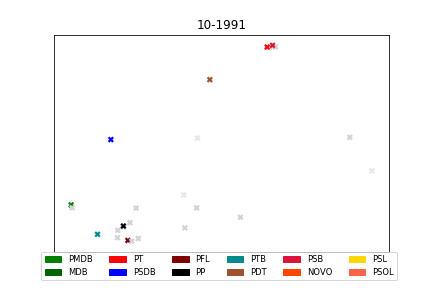 10-1991
PMDB PT PFL PTB PSB PSL
MDB PSDB PP PDT NOVO PSOL